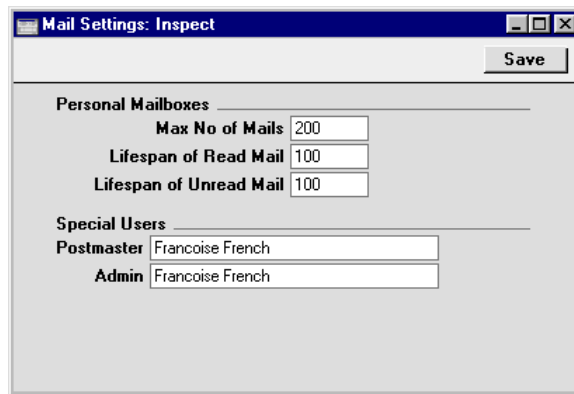 Mail Settings: Inspect
Save
Personal Mailboxes
Max No of Mails 200
Lifespan of Read Mail 100
Lifespan of Unread Mail 100
Special Users
Postmaster Francoise French
Admin Francoise French